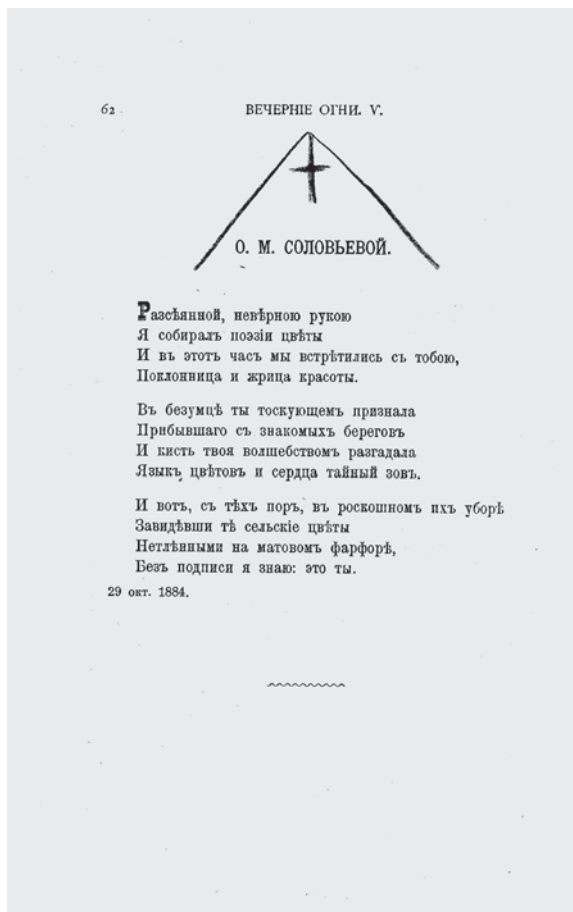 62
ВЕЧЕРНІЕ ОГНИ. V.
О. М. СОЛОВЬЕВОЙ.
Разсѣянной, невѣрною рукою
Я собиралъ поэзіи цвѣты
И въ этотъ часъ мы встрѣтились съ тобою,
Поклонница и жрица красоты.
Въ безумцѣ ты тоскующемъ признала
Прибывшаго съ знакомыхъ береговъ
И кисть твоя волшебствомъ разгадала
Языкъ цвѣтовъ и сердца тайный зовъ.
И вотъ, съ тѣхъ поръ, въ роскошномъ ихъ уборѣ
Завидѣвши тѣ сельскіе цвѣты
Нетлѣнными на матовомъ фарфорѣ,
Безъ подписи я знаю: это ты.
29 окт. 1884.